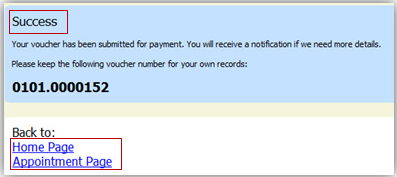 Success
Your voucher has been submitted for payment. You will receive a notification if we need more details.
Please keep the following voucher number for your own records:
0101.0000152
Back to:
Home Page
Appointment Page